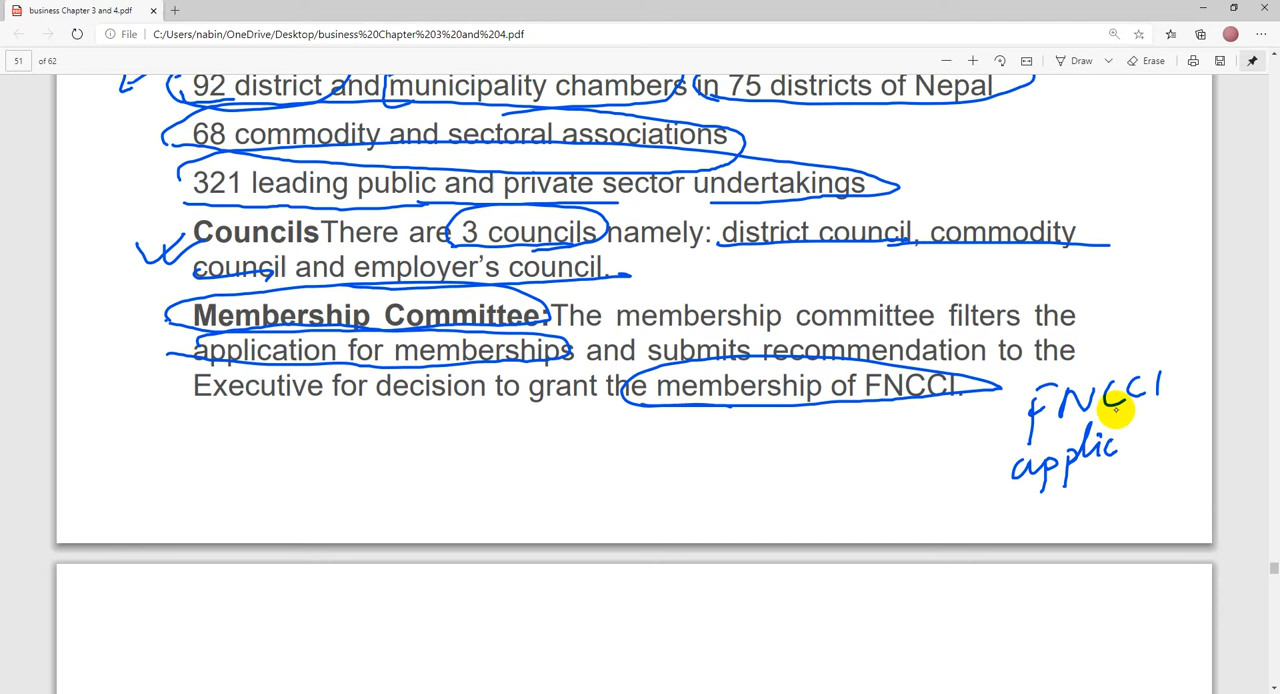 business Chapter 3 and 4.pdf
File C:/Users/nabin/OneDrive/Desktop/business%20Chapter%203%20and%204.pdf
51 of 62 Draw Erase
92 district and municipality chambers in 75 districts of Nepal
68 commodity and sectoral associations
321 leading public and private sector undertakings
CouncilsThere are 3 councils namely: district council, commodity
council and employer's council.
Membership Committee:The membership committee filters the
application for memberships and submits recommendation to the
Executive for decision to grant the membership of FNCCI.
FNCCI
applic